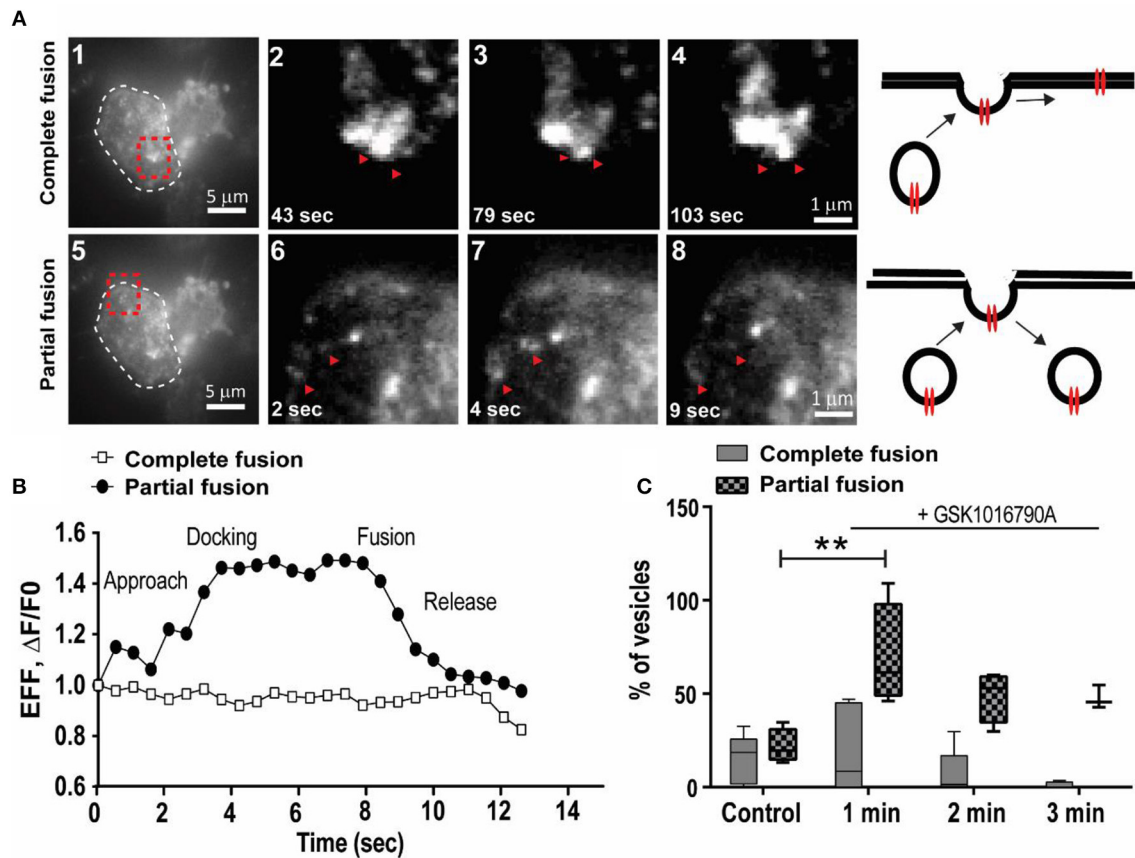 A
Complete fusion
1
5 μm
2
43 sec
3
79 sec
4
103 sec
1 μm
Partial fusion
5
5 μm
6
2 sec
7
4 sec
8
9 sec
1 μm
B
Complete fusion
Partial fusion
EFF, ΔF/F0
1.6
1.4
1.2
1.0
0.8
0.6
Approach
Docking
Fusion
Release
0
2
4
6
8
10
12
14
Time (sec)
C
Complete fusion
Partial fusion
% of vesicles
150
100
50
0
+ GSK1016790A
**
Control
1 min
2 min
3 min